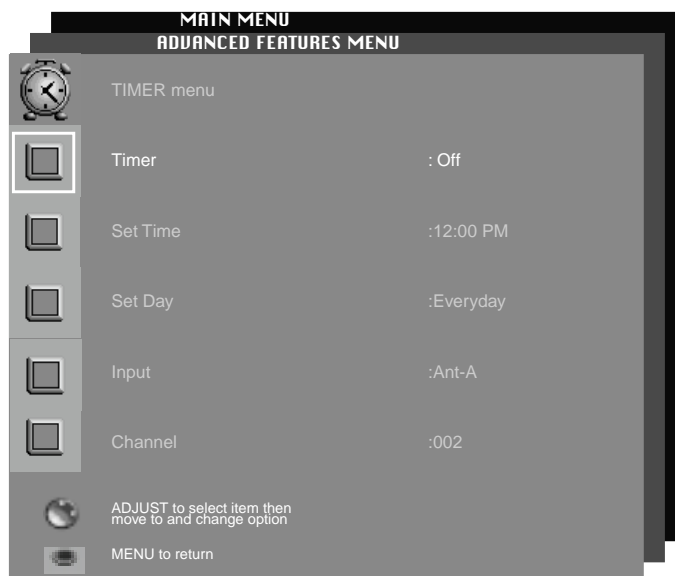 MAIN MENU
ADVANCED FEATURES MENU
TIMER menu
Timer : Off
Set Time :12:00 PM
Set Day :Everyday
Input :Ant-A
Channel :002
ADJUST to select item then
move to and change option
MENU to return